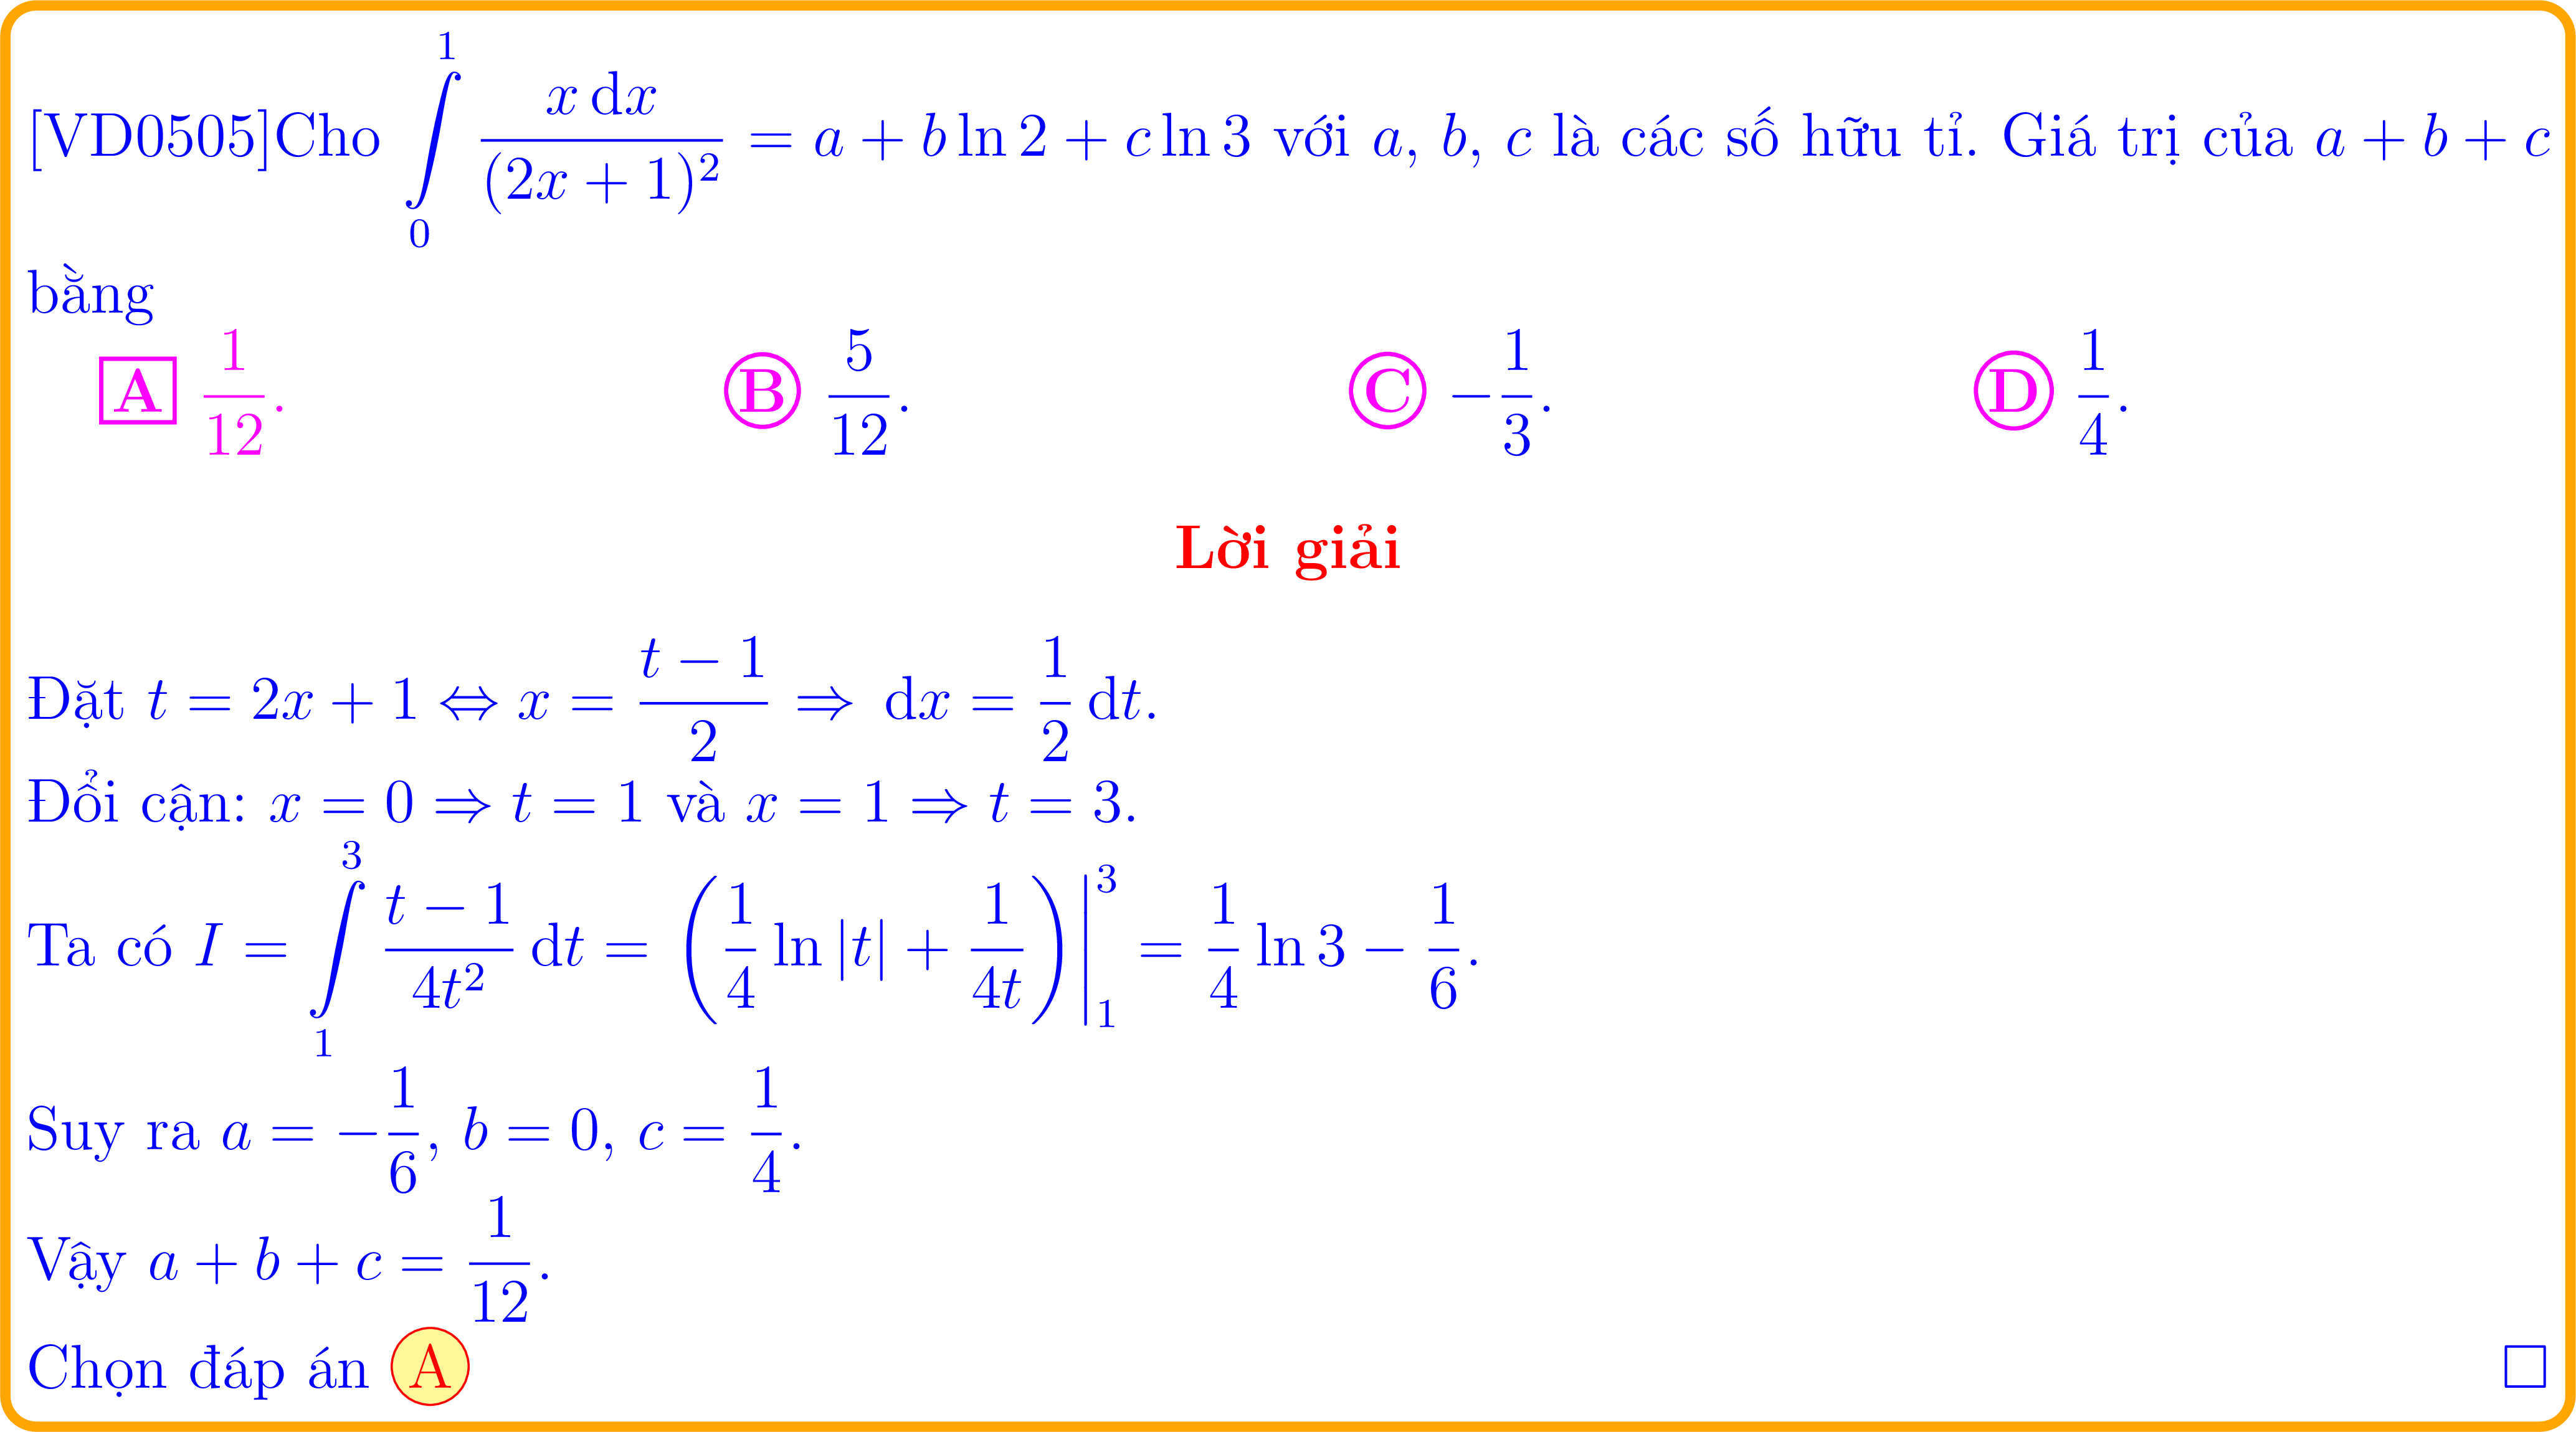 [VD0505]Cho $\int\limits_0^1 \frac{x\,\mathrm{d}x}{(2x+1)^2} = a + b\ln 2 + c\ln 3$ với $a$, $b$, $c$ là các số hữu tỉ. Giá trị của $a + b + c$
bằng
A $\frac{1}{12}$. B $\frac{5}{12}$. C $-\frac{1}{3}$. D $\frac{1}{4}$.
Lời giải
Đặt $t = 2x + 1 \Leftrightarrow x = \frac{t-1}{2} \Rightarrow \mathrm{d}x = \frac{1}{2}\,\mathrm{d}t$.
Đổi cận: $x = 0 \Rightarrow t = 1$ và $x = 1 \Rightarrow t = 3$.
Ta có $I = \int\limits_1^3 \frac{t-1}{4t^2}\,\mathrm{d}t = \left(\frac{1}{4}\ln|t| + \frac{1}{4t}\right)\Big|_1^3 = \frac{1}{4}\ln 3 - \frac{1}{6}$.
Suy ra $a = -\frac{1}{6}$, $b = 0$, $c = \frac{1}{4}$.
Vậy $a + b + c = \frac{1}{12}$.
Chọn đáp án A □